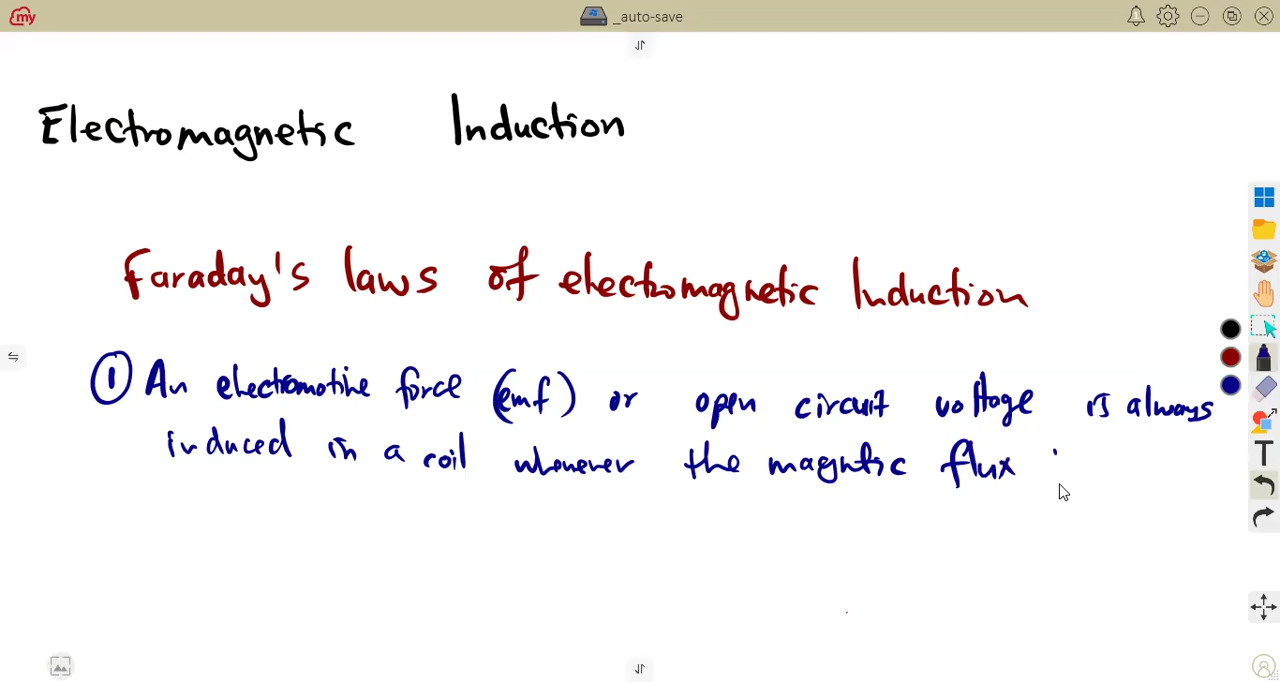 my
_auto-save
Electromagnetic Induction
Faraday's laws of electromagnetic Induction
① An electromotive force (emf) or open circuit voltage is always
induced in a coil whenever the magnetic flux
T